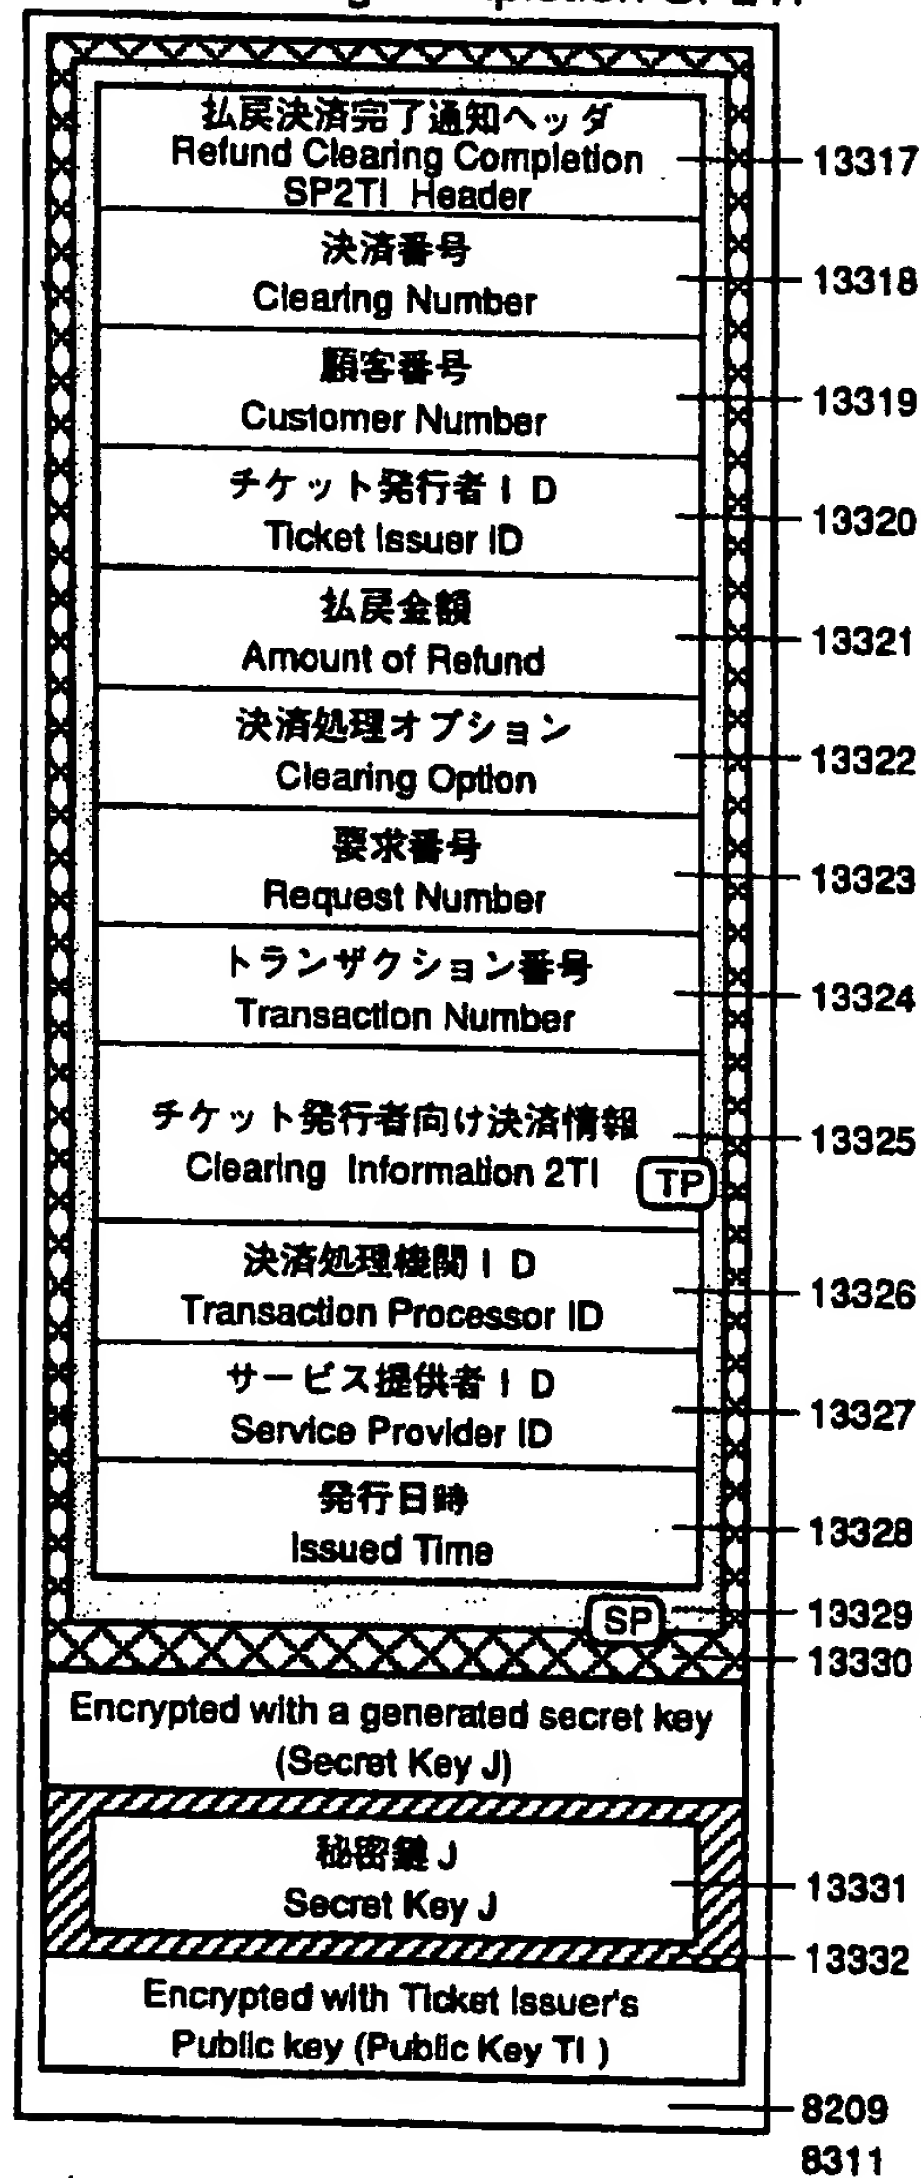 払戻決済完了通知ヘッダ
Refund Clearing Completion 13317
SP2TI Header
決済番号
Clearing Number 13318
顧客番号
Customer Number 13319
チケット発行者ID
Ticket Issuer ID 13320
払戻金額
Amount of Refund 13321
決済処理オプション
Clearing Option 13322
要求番号
Request Number 13323
トランザクション番号
Transaction Number 13324
チケット発行者向け決済情報 13325
Clearing Information 2TI TP
決済処理機関ID
Transaction Processor ID 13326
サービス提供者ID
Service Provider ID 13327
発行日時
Issued Time 13328
SP 13329
13330
Encrypted with a generated secret key
(Secret Key J)
秘密鍵J
Secret Key J 13331
13332
Encrypted with Ticket Issuer's
Public key (Public Key TI )
8209
8311